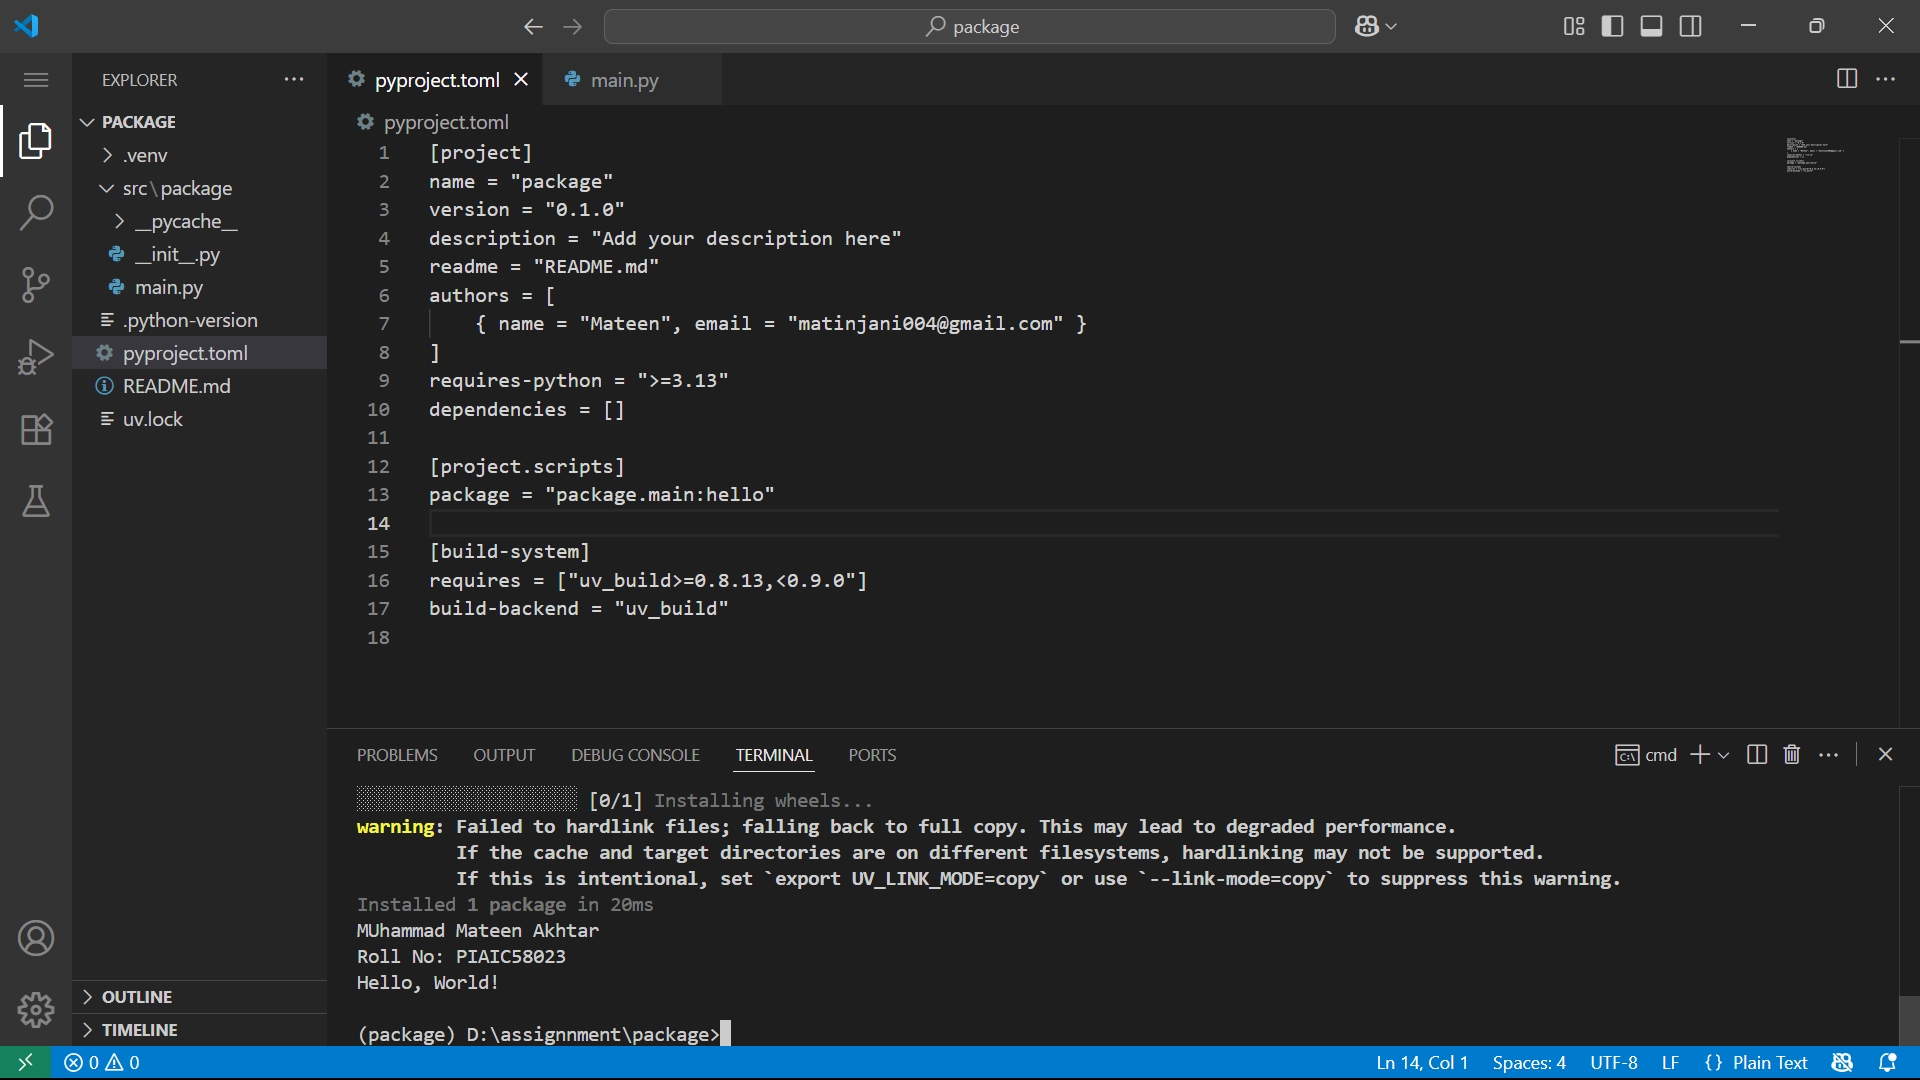 package
EXPLORER
PACKAGE
.venv
src\package
__pycache__
__init__.py
main.py
.python-version
pyproject.toml
README.md
uv.lock
OUTLINE
TIMELINE
pyproject.toml
main.py
pyproject.toml
1 [project]
2 name = "package"
3 version = "0.1.0"
4 description = "Add your description here"
5 readme = "README.md"
6 authors = [
7     { name = "Mateen", email = "matinjani004@gmail.com" }
8 ]
9 requires-python = ">=3.13"
10 dependencies = []
11
12 [project.scripts]
13 package = "package.main:hello"
14
15 [build-system]
16 requires = ["uv_build>=0.8.13,<0.9.0"]
17 build-backend = "uv_build"
18
PROBLEMS OUTPUT DEBUG CONSOLE TERMINAL PORTS
cmd
[0/1] Installing wheels...
warning: Failed to hardlink files; falling back to full copy. This may lead to degraded performance.
If the cache and target directories are on different filesystems, hardlinking may not be supported.
If this is intentional, set `export UV_LINK_MODE=copy` or use `--link-mode=copy` to suppress this warning.
Installed 1 package in 20ms
MUhammad Mateen Akhtar
Roll No: PIAIC58023
Hello, World!
(package) D:\assignnment\package>
0 0 Ln 14, Col 1 Spaces: 4 UTF-8 LF {} Plain Text